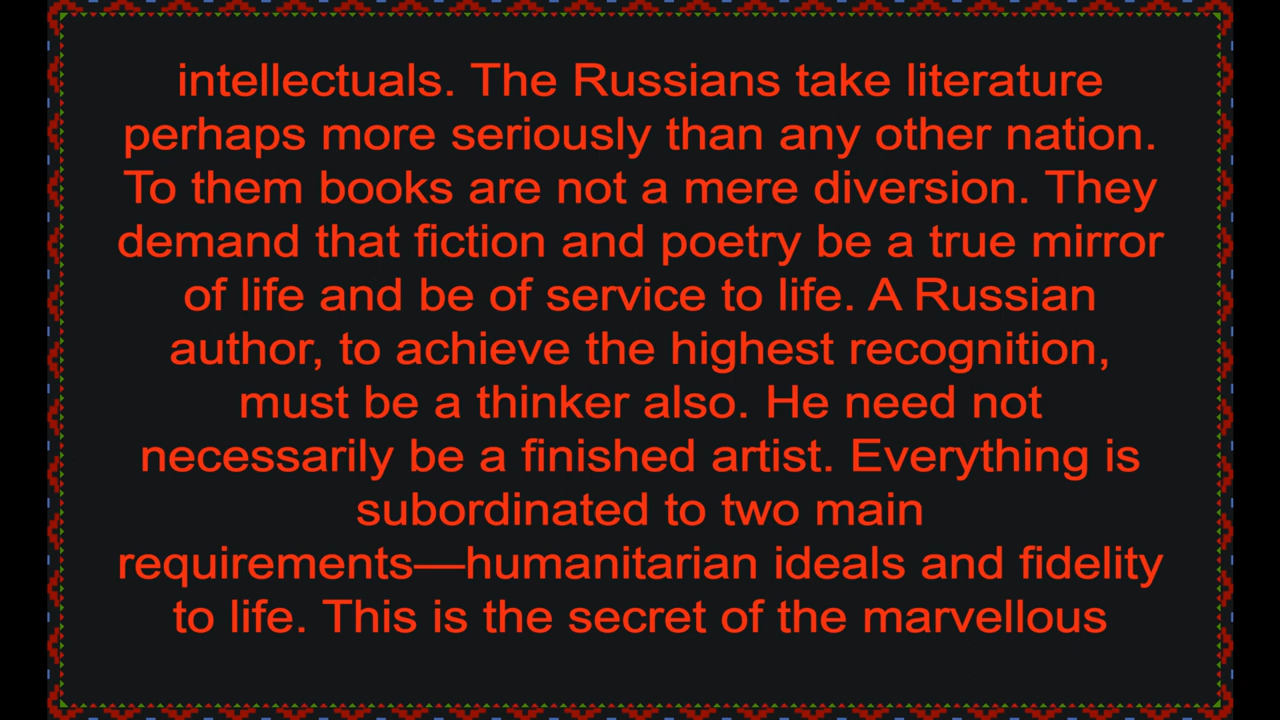 intellectuals. The Russians take literature
perhaps more seriously than any other nation.
To them books are not a mere diversion. They
demand that fiction and poetry be a true mirror
of life and be of service to life. A Russian
author, to achieve the highest recognition,
must be a thinker also. He need not
necessarily be a finished artist. Everything is
subordinated to two main
requirements—humanitarian ideals and fidelity
to life. This is the secret of the marvellous